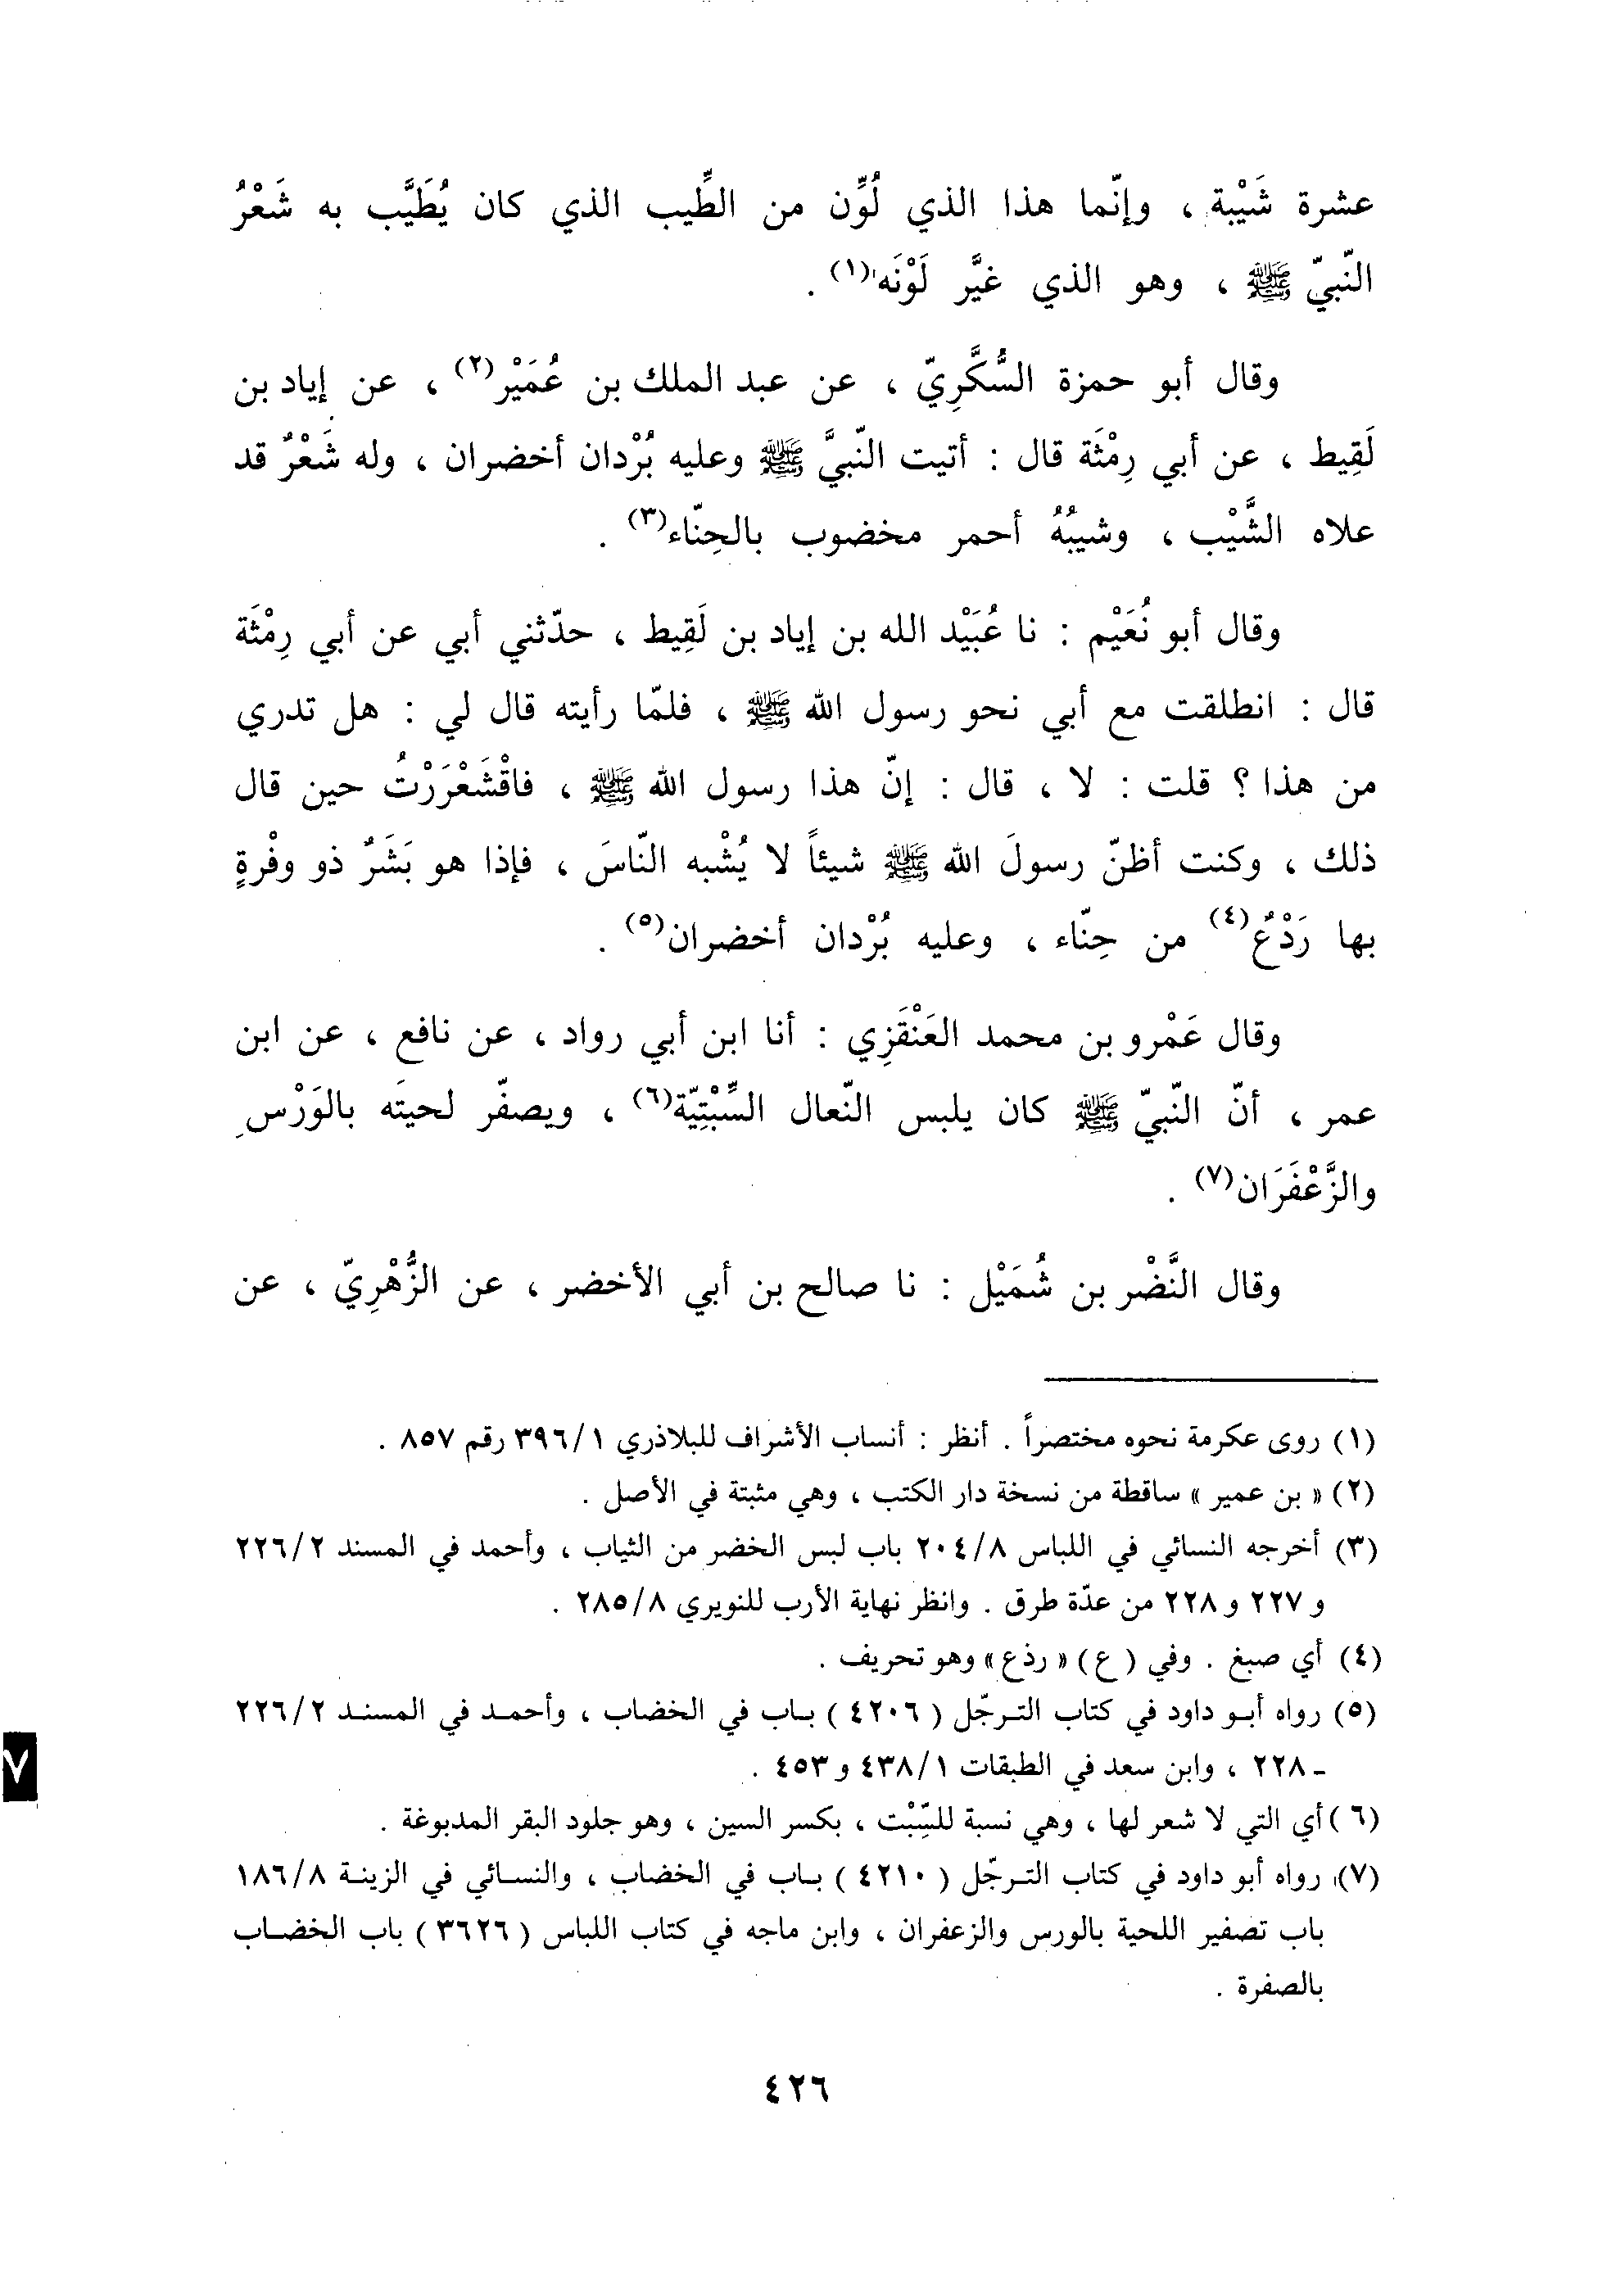 عشرة شَيْبة ، وإنّما هذا الذي لُوِّن من الطِّيب الذي كان يُطَيَّب به شَعْرُ
النّبيّ ﷺ ، وهو الذي غيَّر لَوْنَه(١) .
وقال أبو حمزة السُّكَّرِيّ ، عن عبد الملك بن عُمَيْر(٢) ، عن إياد بن
لَقِيط ، عن أبي رِمْثَة قال : أتيت النّبيَّ ﷺ وعليه بُرْدان أخضران ، وله شَعْرٌ قد
علاه الشَّيْب ، وشيبُهُ أحمر مخضوب بالحِنّاء(٣) .
وقال أبو نُعَيْم : نا عُبَيْد الله بن إياد بن لَقِيط ، حدّثني أبي عن أبي رِمْثَة
قال : انطلقت مع أبي نحو رسول الله ﷺ ، فلمّا رأيته قال لي : هل تدري
من هذا ؟ قلت : لا ، قال : إنّ هذا رسول الله ﷺ ، فاقْشَعْرَرْتُ حين قال
ذلك ، وكنت أظنّ رسولَ الله ﷺ شيئاً لا يُشْبه النّاسَ ، فإذا هو بَشَرٌ ذو وفْرةٍ
بها رَدْعٌ(٤) من حِنّاء ، وعليه بُرْدان أخضران(٥) .
وقال عَمْرو بن محمد العَنْقَزِي : أنا ابن أبي رواد ، عن نافع ، عن ابن
عمر ، أنّ النّبيّ ﷺ كان يلبس النّعال السِّبْتِيّة(٦) ، ويصفّر لحيتَه بالوَرْسِ
والزَّعْفَرَان(٧) .
وقال النَّضْر بن شُمَيْل : نا صالح بن أبي الأخضر ، عن الزُّهْرِيّ ، عن
(١) روى عكرمة نحوه مختصراً . أنظر : أنساب الأشراف للبلاذري ٣٩٦/١ رقم ٨٥٧ .
(٢) « بن عمير » ساقطة من نسخة دار الكتب ، وهي مثبتة في الأصل .
(٣) أخرجه النسائي في اللباس ٢٠٤/٨ باب لبس الخضر من الثياب ، وأحمد في المسند ٢٢٦/٢
و ٢٢٧ و ٢٢٨ من عدّة طرق . وانظر نهاية الأرب للنويري ٢٨٥/٨ .
(٤) أي صبغ . وفي ( ع ) « رذع » وهو تحريف .
(٥) رواه أبو داود في كتاب الترجّل ( ٤٢٠٦ ) باب في الخضاب ، وأحمد في المسند ٢٢٦/٢
ـ ٢٢٨ ، وابن سعد في الطبقات ٤٣٨/١ و ٤٥٣ .
(٦) أي التي لا شعر لها ، وهي نسبة للسِّبْت ، بكسر السين ، وهو جلود البقر المدبوغة .
(٧) رواه أبو داود في كتاب الترجّل ( ٤٢١٠ ) باب في الخضاب ، والنسائي في الزينة ١٨٦/٨
باب تصفير اللحية بالورس والزعفران ، وابن ماجه في كتاب اللباس ( ٣٦٢٦ ) باب الخضاب
بالصفرة .
٧
٤٢٦